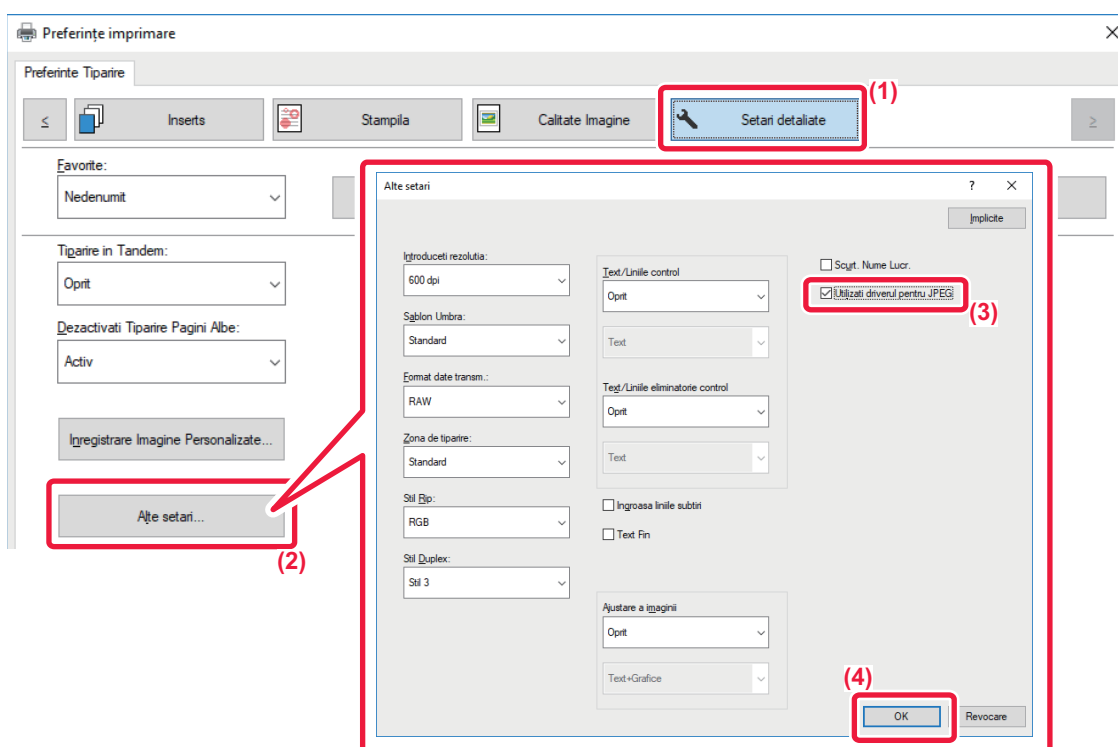 Preferințe imprimare
Preferinte Tiparire
(1)
<
Inserts
Stampila
Calitate Imagine
Setari detaliate
>
Favorite:
Nedenumit
Tiparire in Tandem:
Oprit
Dezactivati Tiparire Pagini Albe:
Activ
Inregistrare Imagine Personalizate...
Alte setari...
(2)
Alte setari
?
Implicite
Introduceti rezolutia:
600 dpi
Sablon Umbra:
Standard
Format date transm.:
RAW
Zona de tiparire:
Standard
Stil Rip:
RGB
Stil Duplex:
Stil 3
Text/Liniile control
Oprit
Text
Text/Liniile eliminatorie control
Oprit
Text
Ingroasa liniile subtiri
Text Fin
Ajustare a imaginii
Oprit
Text+Grafice
Scurt. Nume Lucr.
Utilizati driverul pentru JPEG
(3)
(4)
OK
Revocare